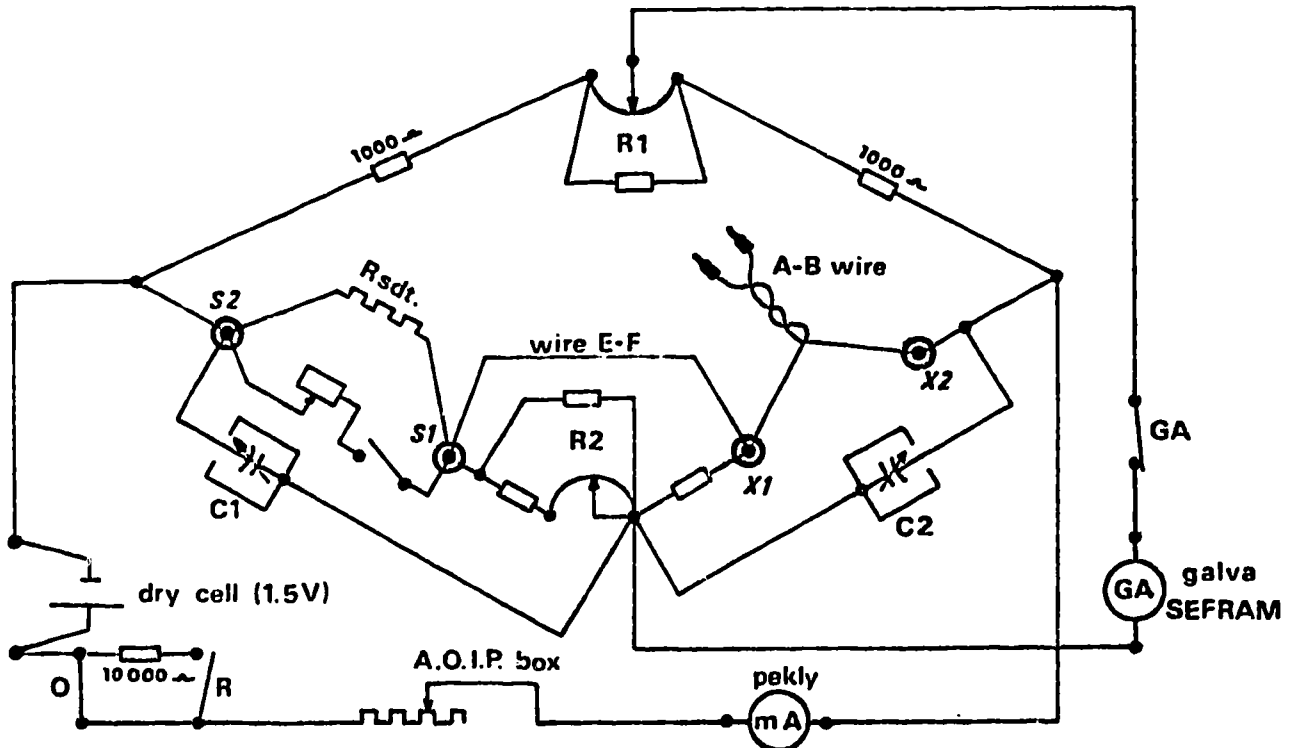 1000 Ω
R1
1000 Ω
A-B wire
S2
Rsdt.
wire E-F
X2
S1
R2
X1
GA
C1
C2
dry cell (1.5V)
GA
galva
SEFRAM
O
10 000 Ω
R
A.O.I.P. box
pekly
mA